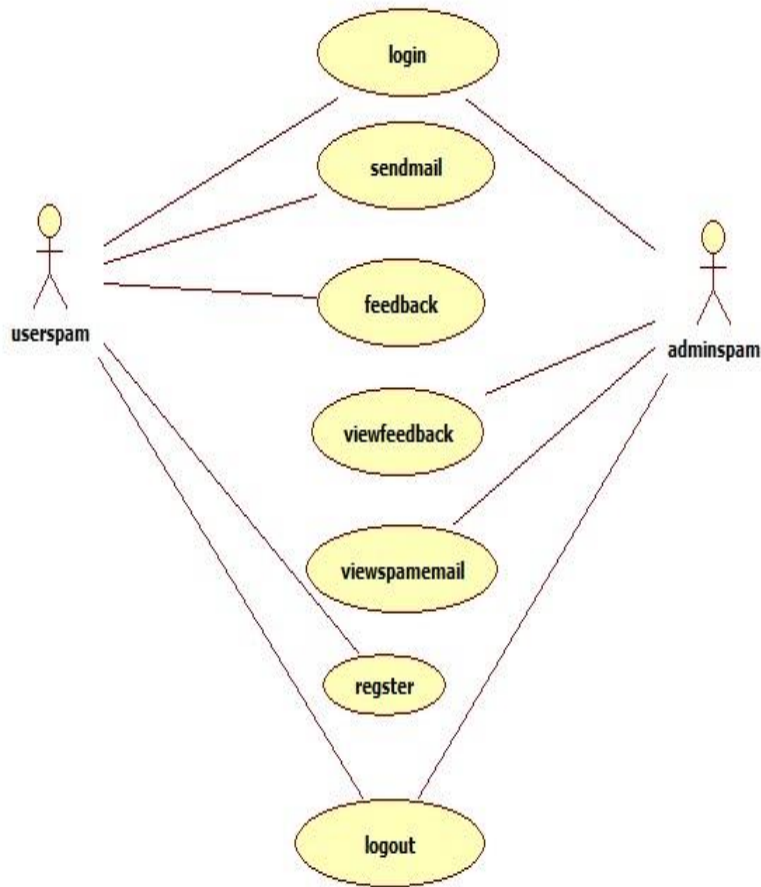 login
sendmail
feedback
userspam
adminspam
viewfeedback
viewspamemail
regster
logout